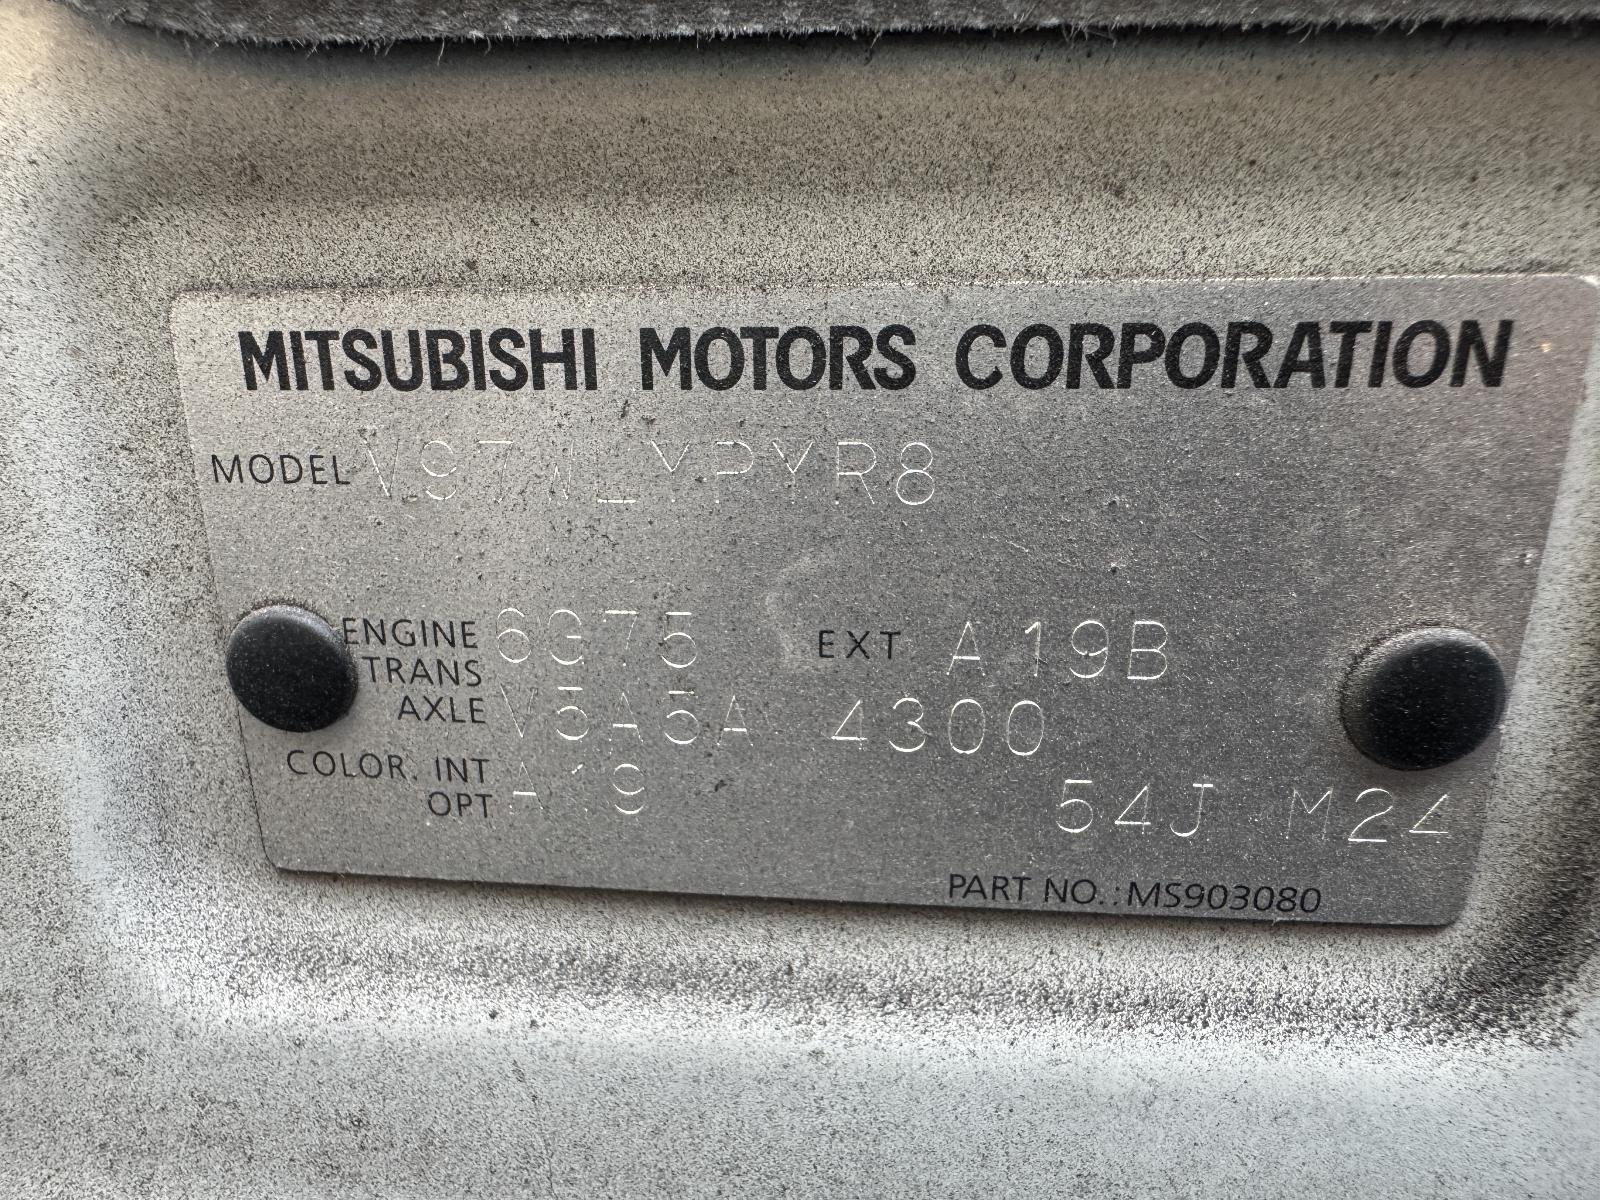 MITSUBISHI MOTORS CORPORATION
MODEL V97WLYPYR8
ENGINE 6G75 EXT A19B
TRANS
AXLE V5A5A 4300
COLOR. INT A19
OPT 54J M24
PART NO.: MS903080